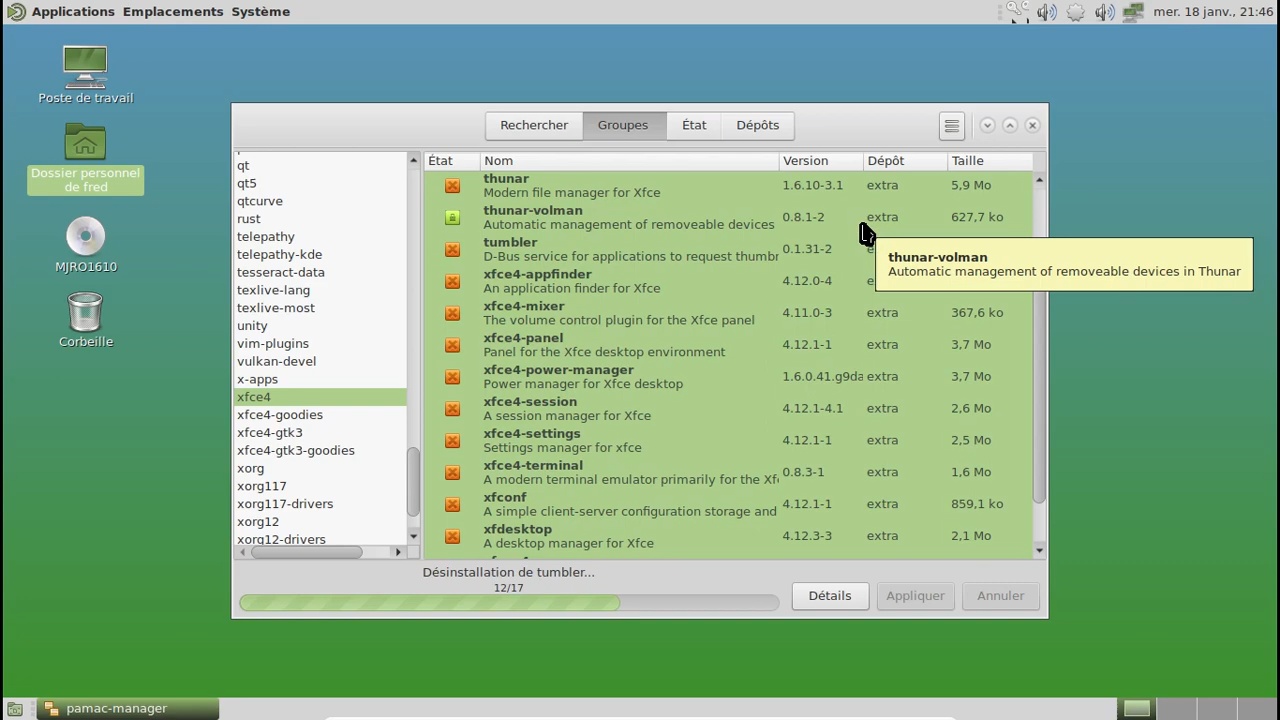 Applications Emplacements Système
mer. 18 janv., 21:46
Poste de travail
Dossier personnel
de fred
MJRO1610
Corbeille
Rechercher Groupes État Dépôts
qt
qt5
qtcurve
rust
telepathy
telepathy-kde
tesseract-data
texlive-lang
texlive-most
unity
vim-plugins
vulkan-devel
x-apps
xfce4
xfce4-goodies
xfce4-gtk3
xfce4-gtk3-goodies
xorg
xorg117
xorg117-drivers
xorg12
xorg12-drivers
État Nom Version Dépôt Taille
thunar
Modern file manager for Xfce
1.6.10-3.1 extra 5,9 Mo
thunar-volman
Automatic management of removeable devices
0.8.1-2 extra 627,7 ko
tumbler
D-Bus service for applications to request thumbr
0.1.31-2
xfce4-appfinder
An application finder for Xfce
4.12.0-4
xfce4-mixer
The volume control plugin for the Xfce panel
4.11.0-3 extra 367,6 ko
xfce4-panel
Panel for the Xfce desktop environment
4.12.1-1 extra 3,7 Mo
xfce4-power-manager
Power manager for Xfce desktop
1.6.0.41.g9da extra 3,7 Mo
xfce4-session
A session manager for Xfce
4.12.1-4.1 extra 2,6 Mo
xfce4-settings
Settings manager for xfce
4.12.1-1 extra 2,5 Mo
xfce4-terminal
A modern terminal emulator primarily for the Xf
0.8.3-1 extra 1,6 Mo
xfconf
A simple client-server configuration storage and
4.12.1-1 extra 859,1 ko
xfdesktop
A desktop manager for Xfce
4.12.3-3 extra 2,1 Mo
thunar-volman
Automatic management of removeable devices in Thunar
Désinstallation de tumbler...
12/17
Détails Appliquer Annuler
pamac-manager